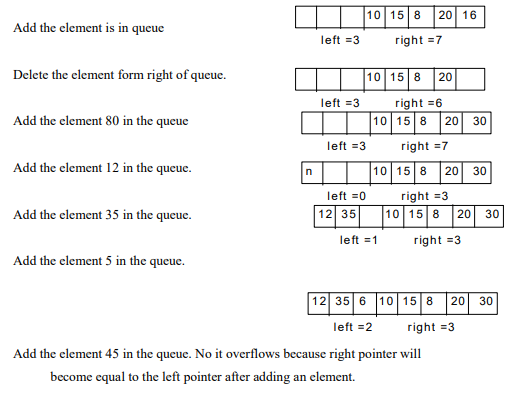 Add the element is in queue
10 15 8 20 16
left =3 right =7
Delete the element form right of queue.
10 15 8 20
left =3 right =6
Add the element 80 in the queue
10 15 8 20 30
left =3 right =7
Add the element 12 in the queue.
n 10 15 8 20 30
left =0 right =3
Add the element 35 in the queue.
12 35 10 15 8 20 30
left =1 right =3
Add the element 5 in the queue.
12 35 6 10 15 8 20 30
left =2 right =3
Add the element 45 in the queue. No it overflows because right pointer will
become equal to the left pointer after adding an element.